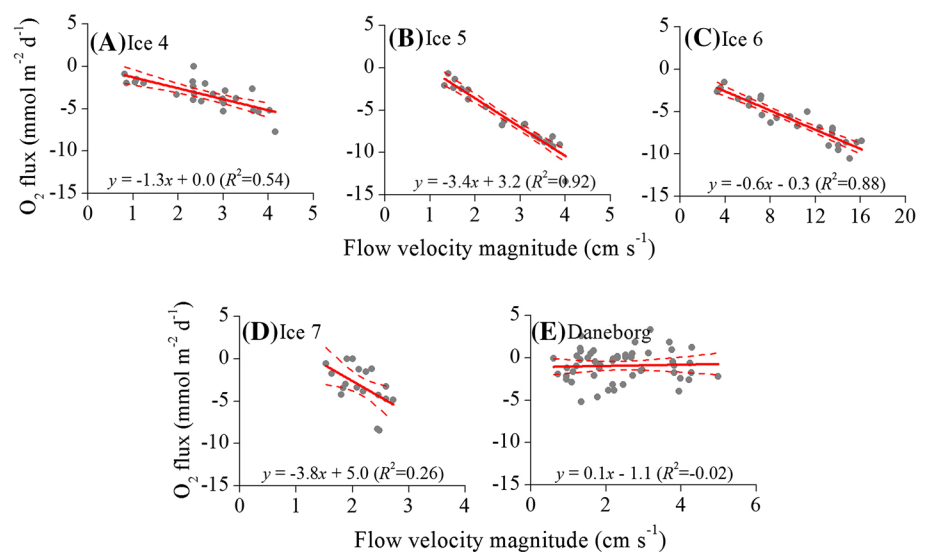 (A) Ice 4
(B) Ice 5
(C) Ice 6
O₂ flux (mmol m⁻² d⁻¹)
5
0
-5
-10
-15
y = -1.3x + 0.0 (R²=0.54)
0 1 2 3 4 5
5
0
-5
-10
-15
y = -3.4x + 3.2 (R²=0.92)
0 1 2 3 4 5
5
0
-5
-10
-15
y = -0.6x - 0.3 (R²=0.88)
0 4 8 12 16 20
Flow velocity magnitude (cm s⁻¹)
(D) Ice 7
(E) Daneborg
O₂ flux (mmol m⁻² d⁻¹)
5
0
-5
-10
-15
y = -3.8x + 5.0 (R²=0.26)
0 1 2 3 4
5
0
-5
-10
-15
y = 0.1x - 1.1 (R²=-0.02)
0 2 4 6
Flow velocity magnitude (cm s⁻¹)